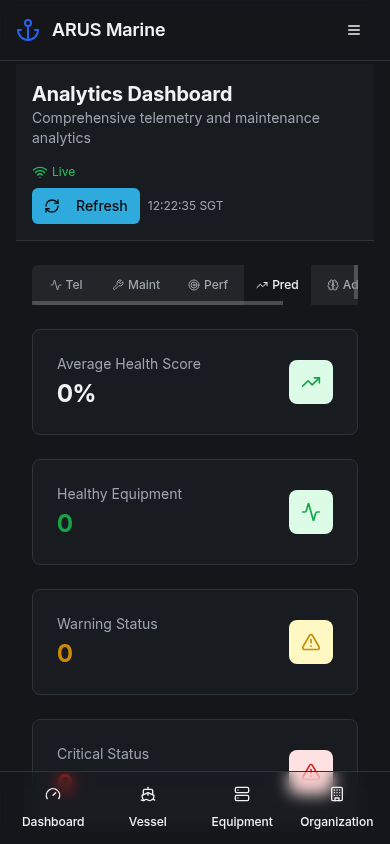 ARUS Marine
Analytics Dashboard
Comprehensive telemetry and maintenance
analytics
Live
Refresh 12:22:35 SGT
Tel Maint Perf Pred Ad
Average Health Score
0%
Healthy Equipment
0
Warning Status
0
Critical Status
0
Dashboard Vessel Equipment Organization